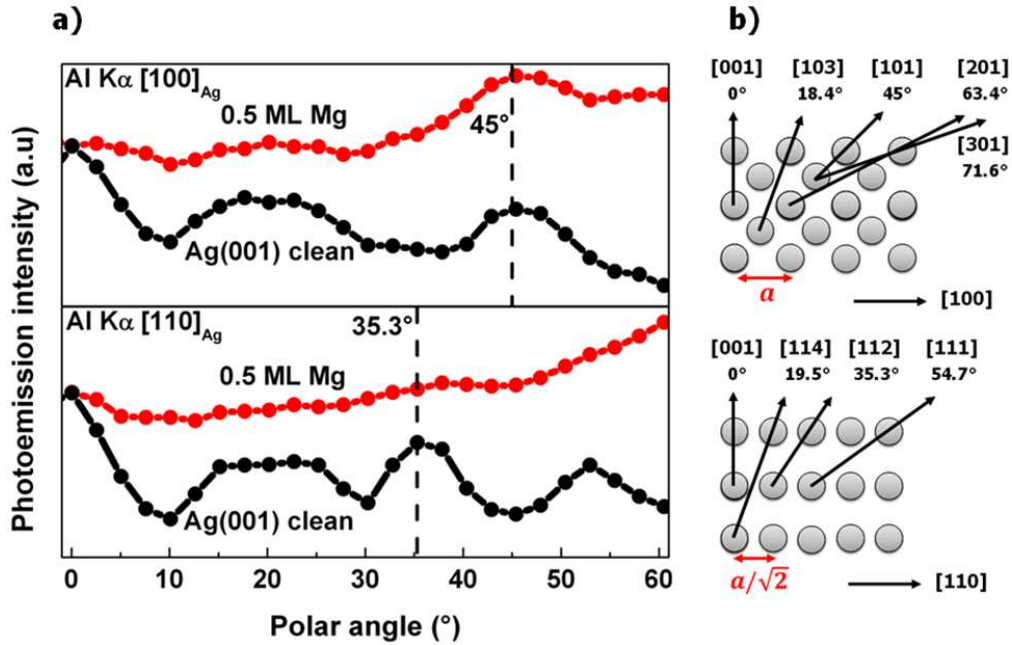 a)
Al Kα [100]Ag
0.5 ML Mg
45°
Ag(001) clean
Al Kα [110]Ag
35.3°
0.5 ML Mg
Ag(001) clean
Photoemission intensity (a.u)
0 10 20 30 40 50 60
Polar angle (°)
b)
[001] [103] [101] [201]
0° 18.4° 45° 63.4°
[301]
71.6°
a
[100]
[001] [114] [112] [111]
0° 19.5° 35.3° 54.7°
a/√2
[110]